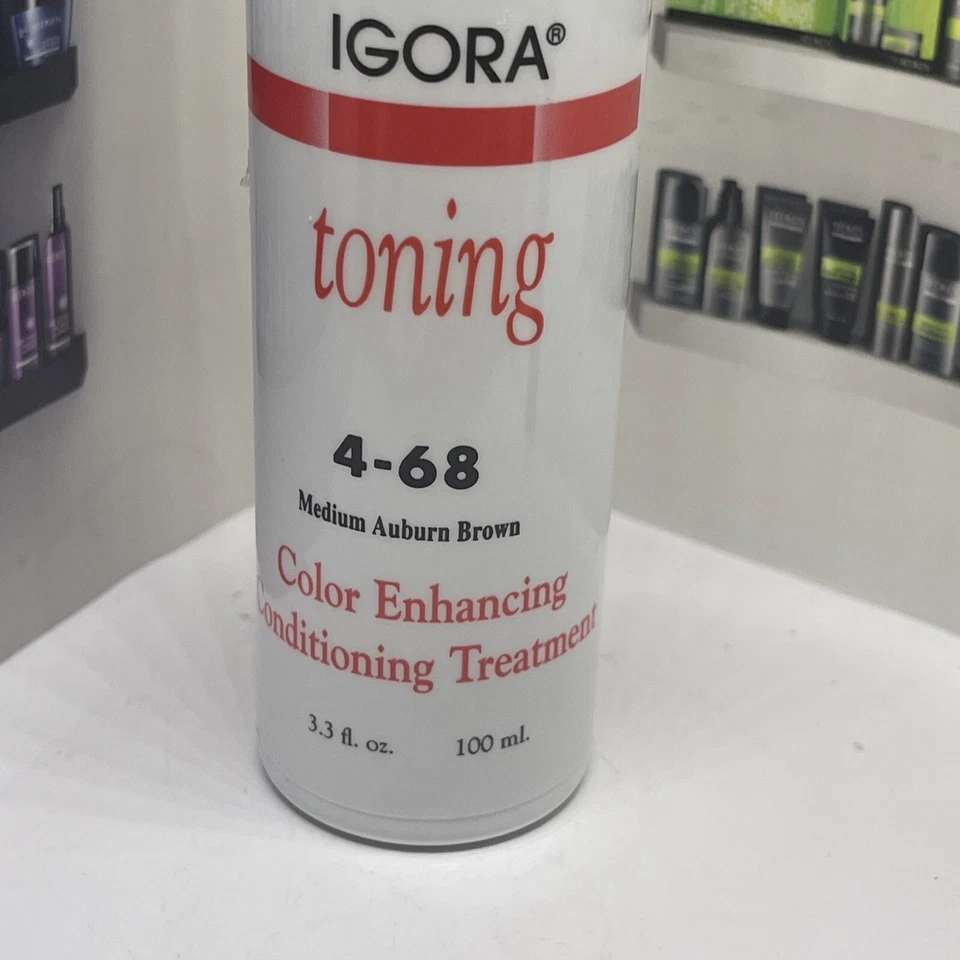 IGORA®
toning
4-68
Medium Auburn Brown
Color Enhancing
Conditioning Treatment
3.3 fl. oz. 100 ml.